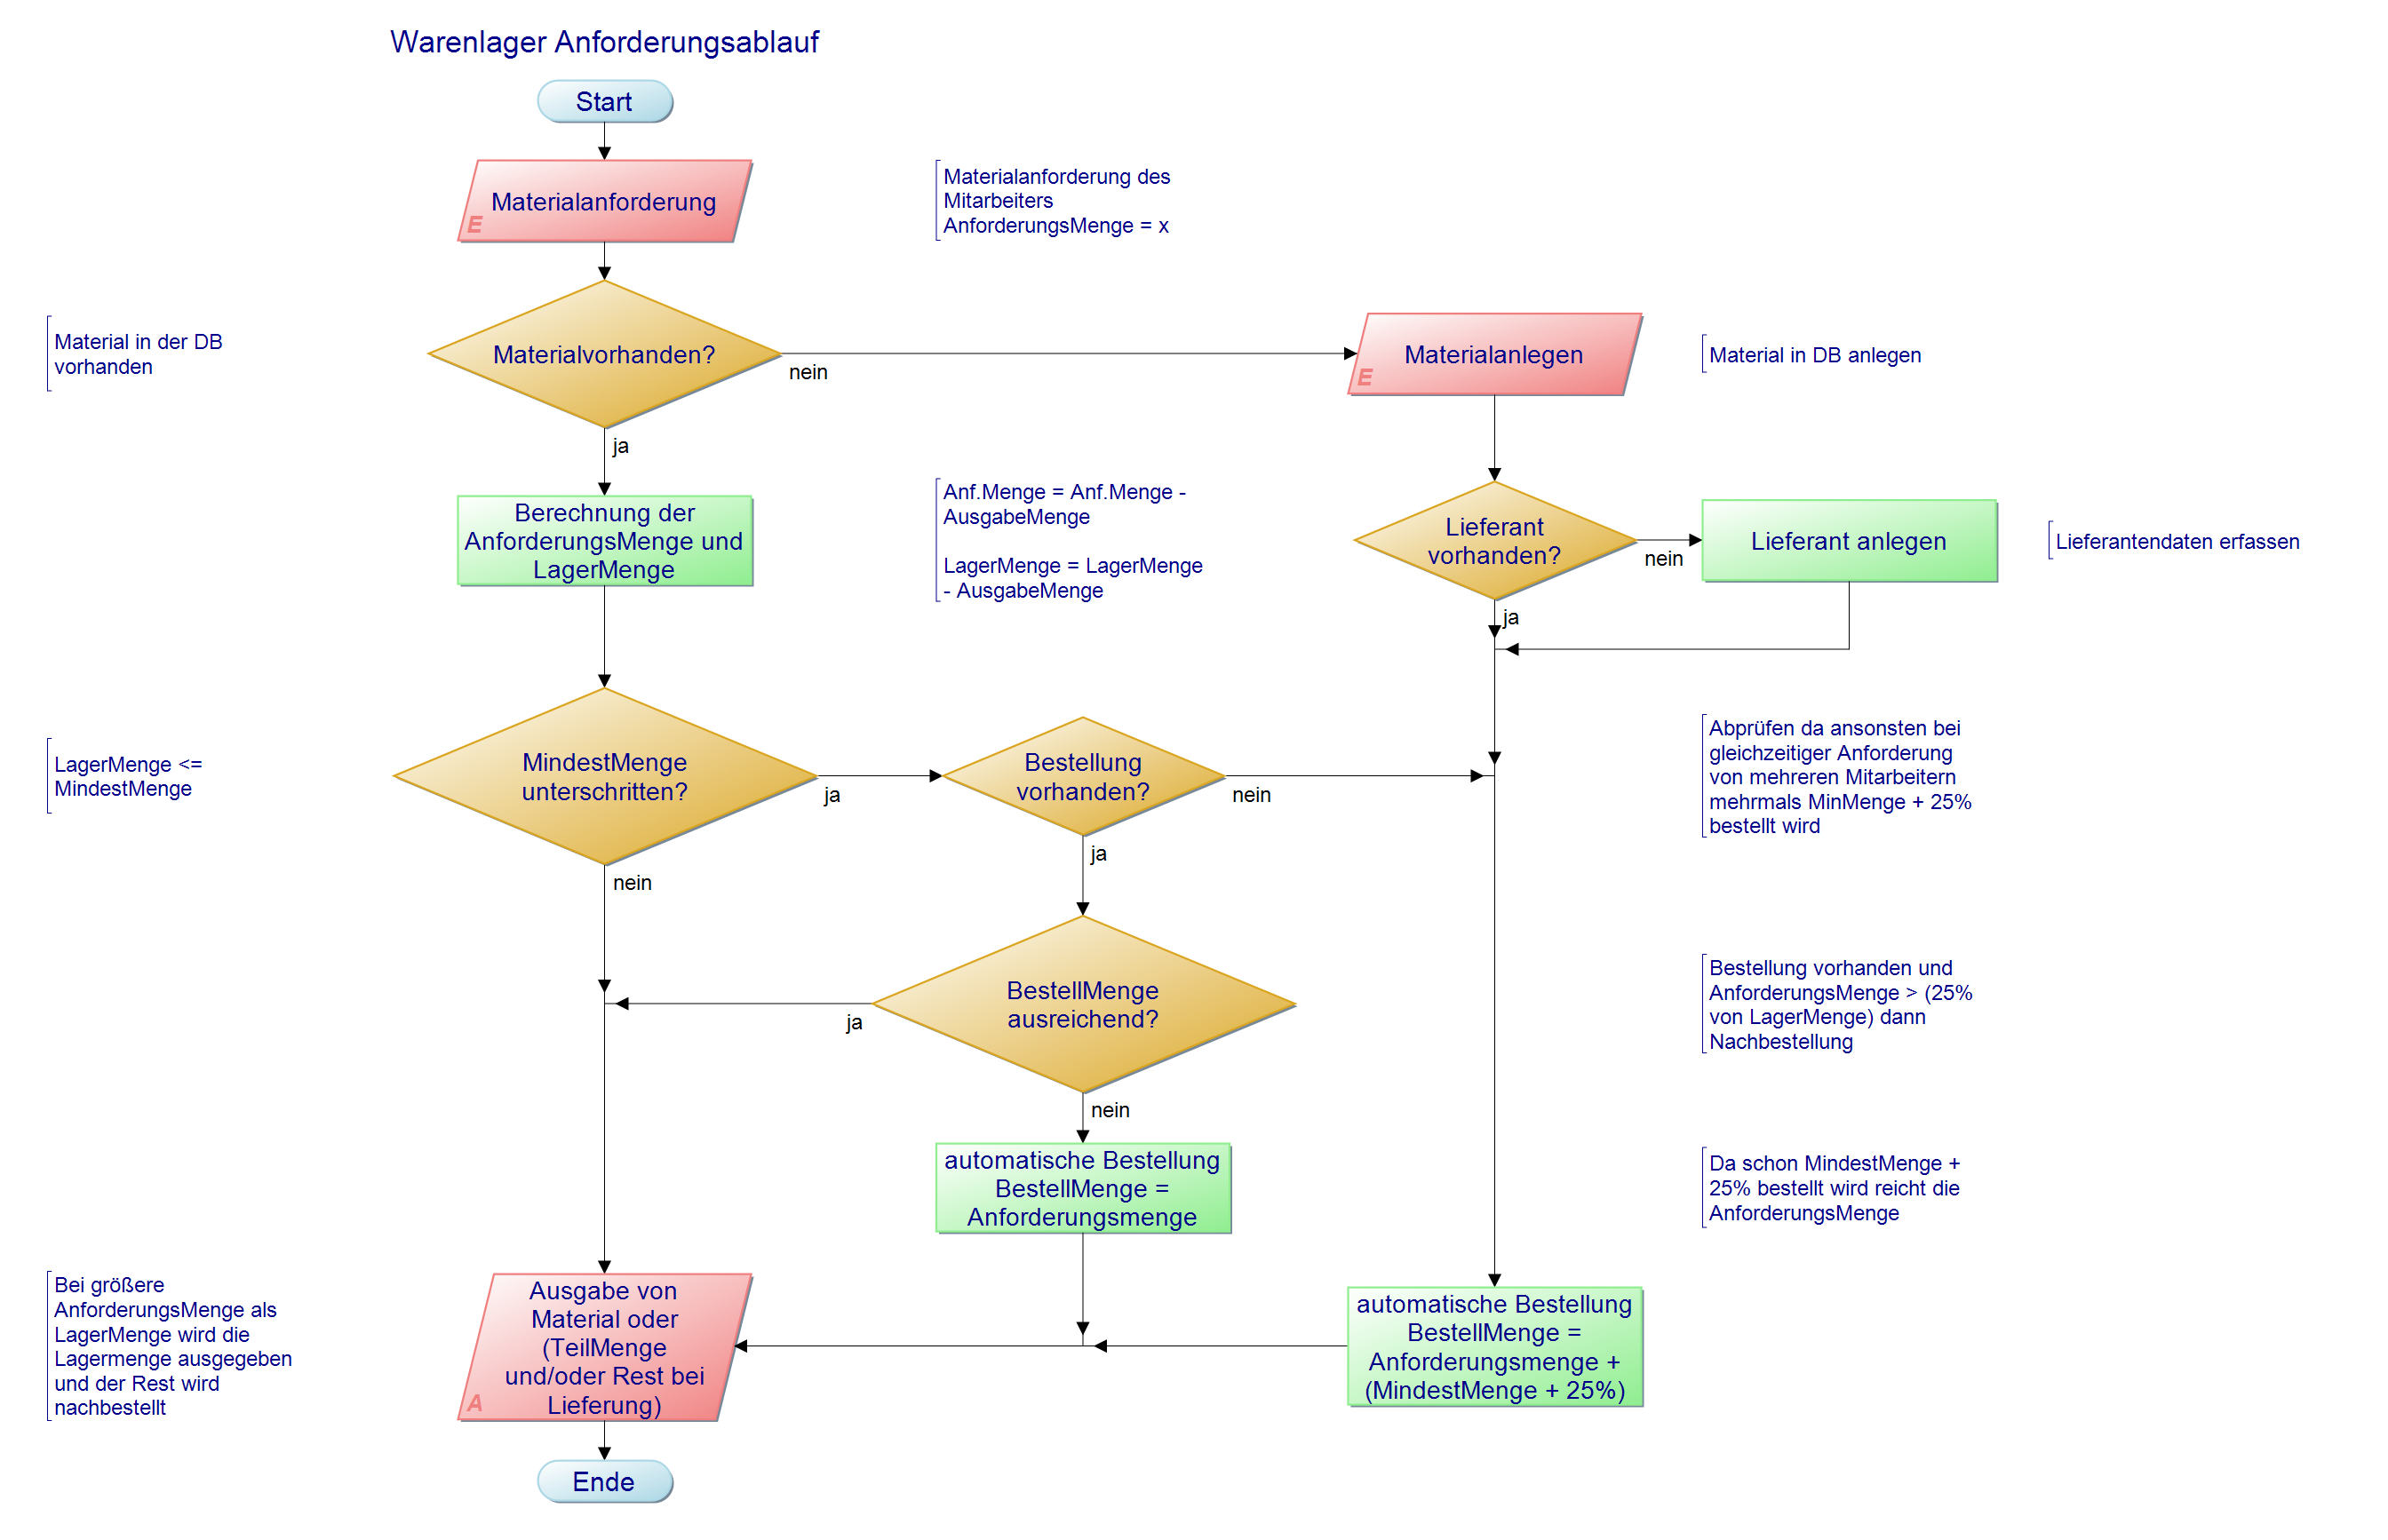 Warenlager Anforderungsablauf
Start
Materialanforderung
E
Materialanforderung des
Mitarbeiters
AnforderungsMenge = x
Material in der DB
vorhanden
Materialvorhanden?
nein
ja
Materialanlegen
E
Material in DB anlegen
Berechnung der
AnforderungsMenge und
LagerMenge
Anf.Menge = Anf.Menge -
AusgabeMenge
LagerMenge = LagerMenge
- AusgabeMenge
Lieferant
vorhanden?
nein
ja
Lieferant anlegen
Lieferantendaten erfassen
LagerMenge <=
MindestMenge
MindestMenge
unterschritten?
ja
nein
Bestellung
vorhanden?
nein
ja
Abprüfen da ansonsten bei
gleichzeitiger Anforderung
von mehreren Mitarbeitern
mehrmals MinMenge + 25%
bestellt wird
BestellMenge
ausreichend?
ja
nein
Bestellung vorhanden und
AnforderungsMenge > (25%
von LagerMenge) dann
Nachbestellung
automatische Bestellung
BestellMenge =
Anforderungsmenge
Da schon MindestMenge +
25% bestellt wird reicht die
AnforderungsMenge
Bei größere
AnforderungsMenge als
LagerMenge wird die
Lagermenge ausgegeben
und der Rest wird
nachbestellt
Ausgabe von
Material oder
(TeilMenge
und/oder Rest bei
Lieferung)
A
automatische Bestellung
BestellMenge =
Anforderungsmenge +
(MindestMenge + 25%)
Ende